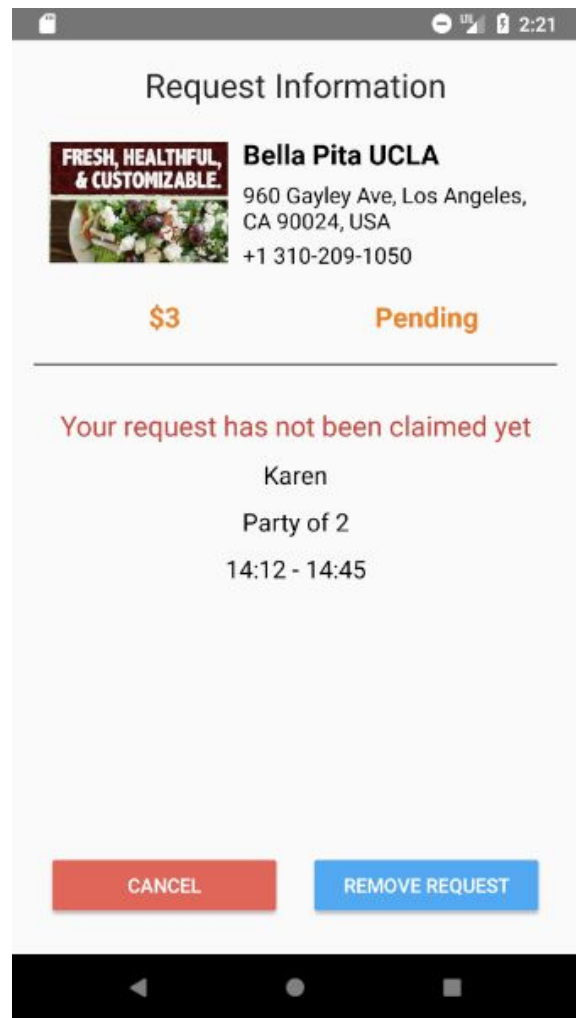 2:21
Request Information
FRESH, HEALTHFUL,
& CUSTOMIZABLE.
Bella Pita UCLA
960 Gayley Ave, Los Angeles,
CA 90024, USA
+1 310-209-1050
$3
Pending
Your request has not been claimed yet
Karen
Party of 2
14:12 - 14:45
CANCEL
REMOVE REQUEST